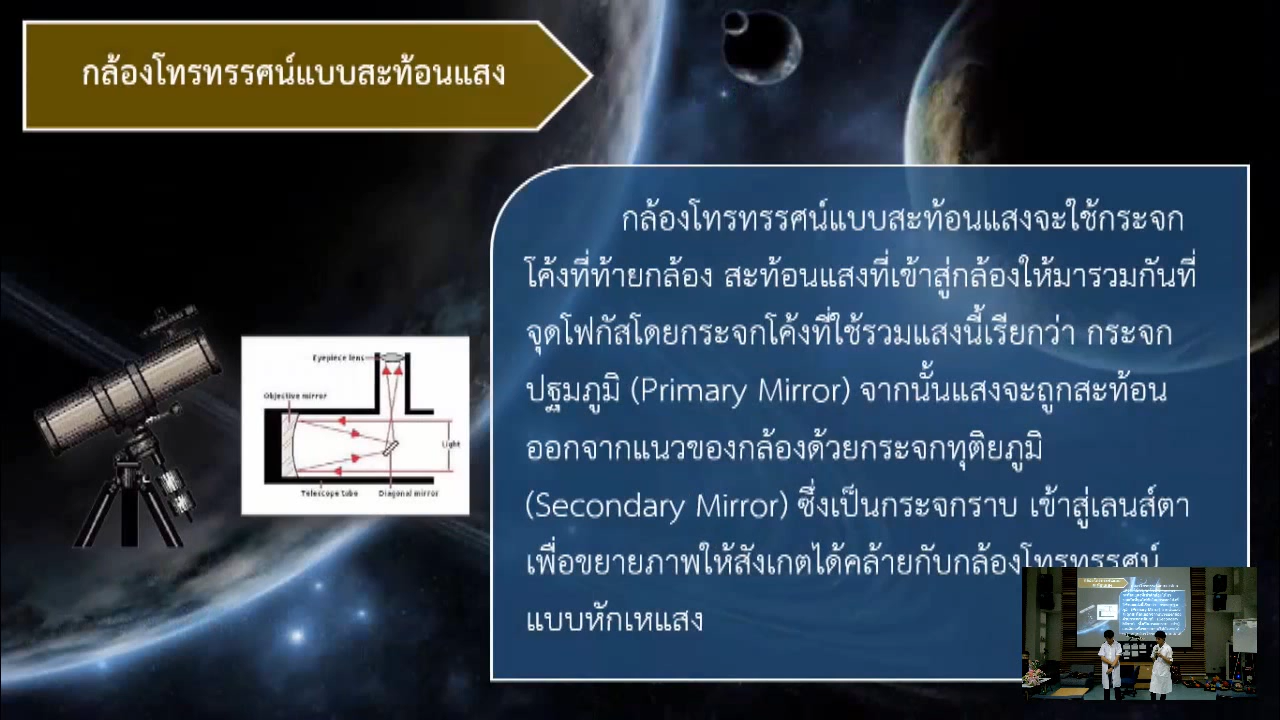 กล้องโทรทรรศน์แบบสะท้อนแสง
กล้องโทรทรรศน์แบบสะท้อนแสงจะใช้กระจก
โค้งที่ท้ายกล้อง สะท้อนแสงที่เข้าสู่กล้องให้มารวมกันที่
จุดโฟกัสโดยกระจกโค้งที่ใช้รวมแสงนี้เรียกว่า กระจก
ปฐมภูมิ (Primary Mirror) จากนั้นแสงจะถูกสะท้อน
ออกจากแนวของกล้องด้วยกระจกทุติยภูมิ
(Secondary Mirror) ซึ่งเป็นกระจกราบ เข้าสู่เลนส์ตา
เพื่อขยายภาพให้สังเกตได้คล้ายกับกล้องโทรทรรศน์
แบบหักเหแสง
Eyepiece lens
Objective mirror
Light
Telescope tube
Diagonal mirror